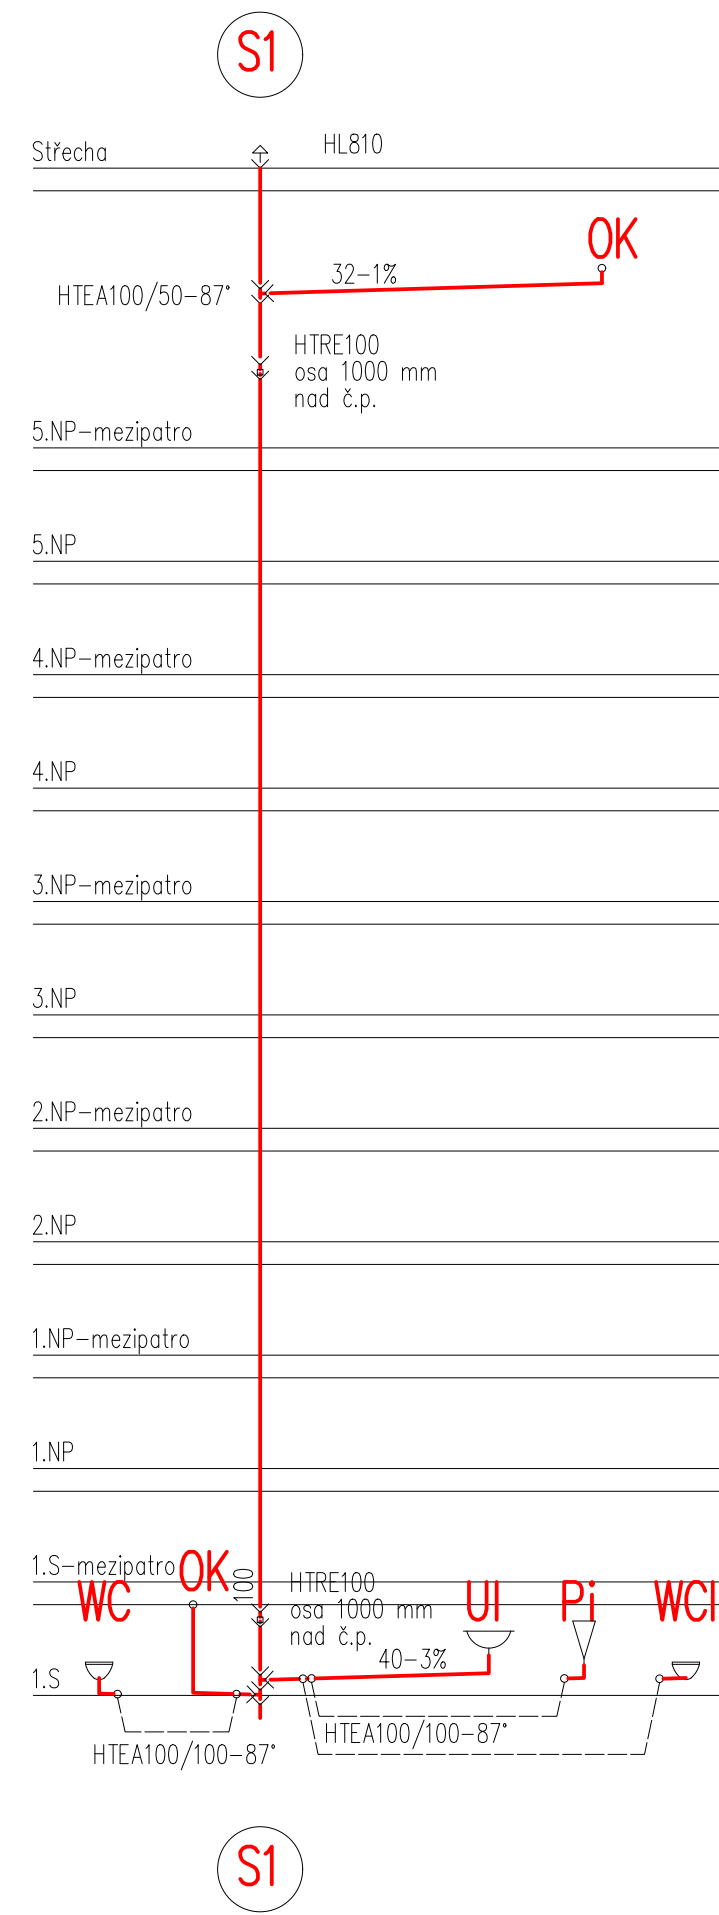 S1
Střecha
HL810
OK
32-1%
HTEA100/50-87°
HTRE100
osa 1000 mm
nad č.p.
5.NP-mezipatro
5.NP
4.NP-mezipatro
4.NP
3.NP-mezipatro
3.NP
2.NP-mezipatro
2.NP
1.NP-mezipatro
1.NP
1.S-mezipatro
OK
100
HTRE100
osa 1000 mm
nad č.p.
WC
Ul
Pi
WCl
40-3%
1.S
HTEA100/100-87°
HTEA100/100-87°
S1